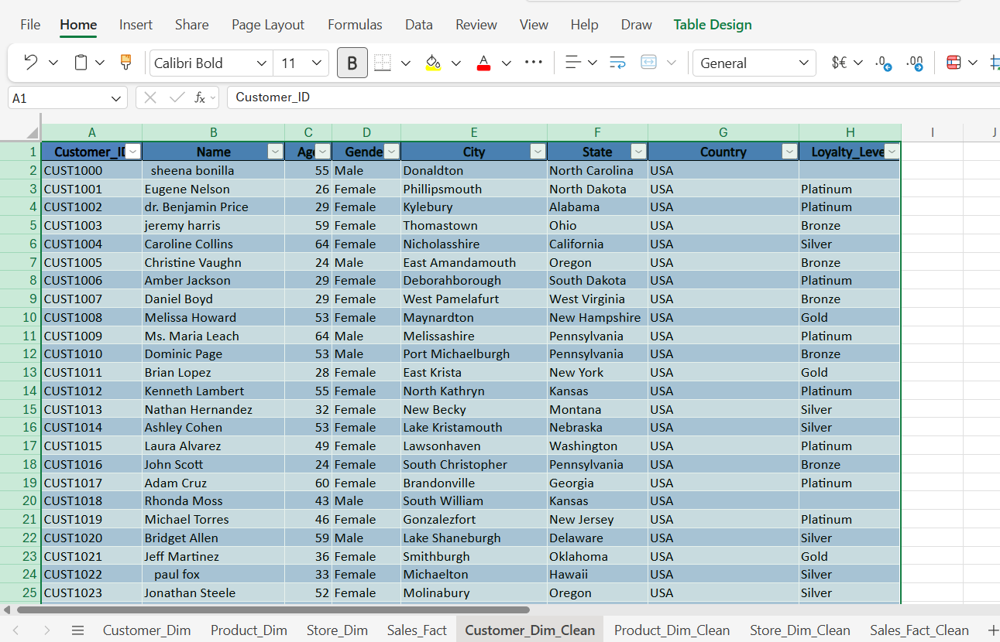 File Home Insert Share Page Layout Formulas Data Review View Help Draw Table Design
Calibri Bold 11 B A General $€ .0 .00
A1 fx Customer_ID
A B C D E F G H I J
1 Customer_ID Name Age Gende City State Country Loyalty_Leve
2 CUST1000 sheena bonilla 55 Male Donaldton North Carolina USA
3 CUST1001 Eugene Nelson 26 Female Phillipsmouth North Dakota USA Platinum
4 CUST1002 dr. Benjamin Price 29 Female Kylebury Alabama USA Platinum
5 CUST1003 jeremy harris 59 Female Thomastown Ohio USA Bronze
6 CUST1004 Caroline Collins 64 Female Nicholasshire California USA Silver
7 CUST1005 Christine Vaughn 24 Male East Amandamouth Oregon USA Bronze
8 CUST1006 Amber Jackson 29 Female Deborahborough South Dakota USA Platinum
9 CUST1007 Daniel Boyd 29 Female West Pamelafurt West Virginia USA Bronze
10 CUST1008 Melissa Howard 53 Female Maynardton New Hampshire USA Gold
11 CUST1009 Ms. Maria Leach 64 Male Melissashire Pennsylvania USA Platinum
12 CUST1010 Dominic Page 53 Male Port Michaelburgh Pennsylvania USA Bronze
13 CUST1011 Brian Lopez 28 Female East Krista New York USA Gold
14 CUST1012 Kenneth Lambert 55 Female North Kathryn Kansas USA Platinum
15 CUST1013 Nathan Hernandez 32 Female New Becky Montana USA Silver
16 CUST1014 Ashley Cohen 53 Female Lake Kristamouth Nebraska USA Silver
17 CUST1015 Laura Alvarez 49 Female Lawsonhaven Washington USA Platinum
18 CUST1016 John Scott 24 Female South Christopher Pennsylvania USA Bronze
19 CUST1017 Adam Cruz 60 Female Brandonville Georgia USA Platinum
20 CUST1018 Rhonda Moss 43 Male South William Kansas USA
21 CUST1019 Michael Torres 46 Female Gonzalezfort New Jersey USA Platinum
22 CUST1020 Bridget Allen 59 Male Lake Shaneburgh Delaware USA Silver
23 CUST1021 Jeff Martinez 36 Female Smithburgh Oklahoma USA Gold
24 CUST1022 paul fox 33 Female Michaelton Hawaii USA Silver
25 CUST1023 Jonathan Steele 52 Female Molinabury Oregon USA Silver
Customer_Dim Product_Dim Store_Dim Sales_Fact Customer_Dim_Clean Product_Dim_Clean Store_Dim_Clean Sales_Fact_Clean